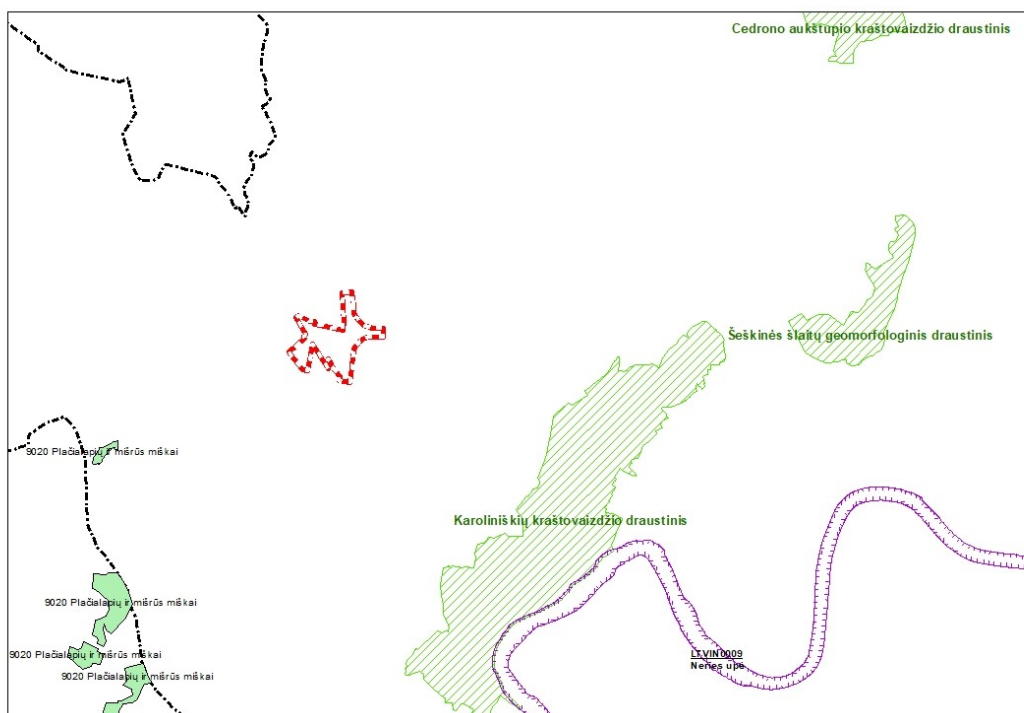 Cedrono aukštupio kraštovaizdžio draustinis
Šeškinės šlaitų geomorfologinis draustinis
9020 Plačialapių ir mišrūs miškai
Karoliniškių kraštovaizdžio draustinis
9020 Plačialapių ir mišrūs miškai
9020 Plačialapių ir mišrūs miškai
LTVIN0009
Neries upė
9020 Plačialapių ir mišrūs miškai